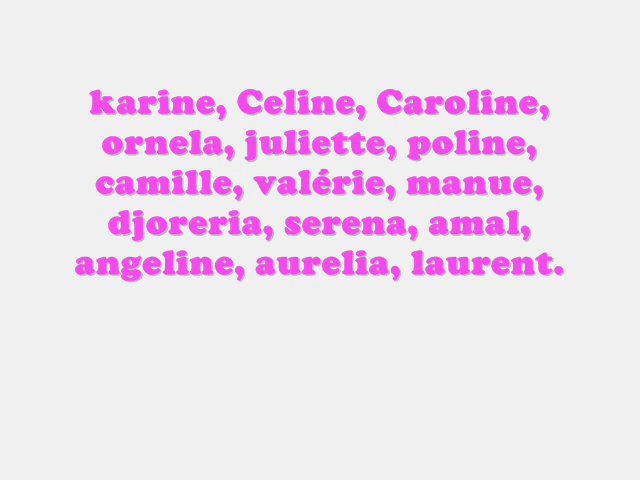 karine, Celine, Caroline,
ornela, juliette, poline,
camille, valérie, manue,
djoreria, serena, amal,
angeline, aurelia, laurent.